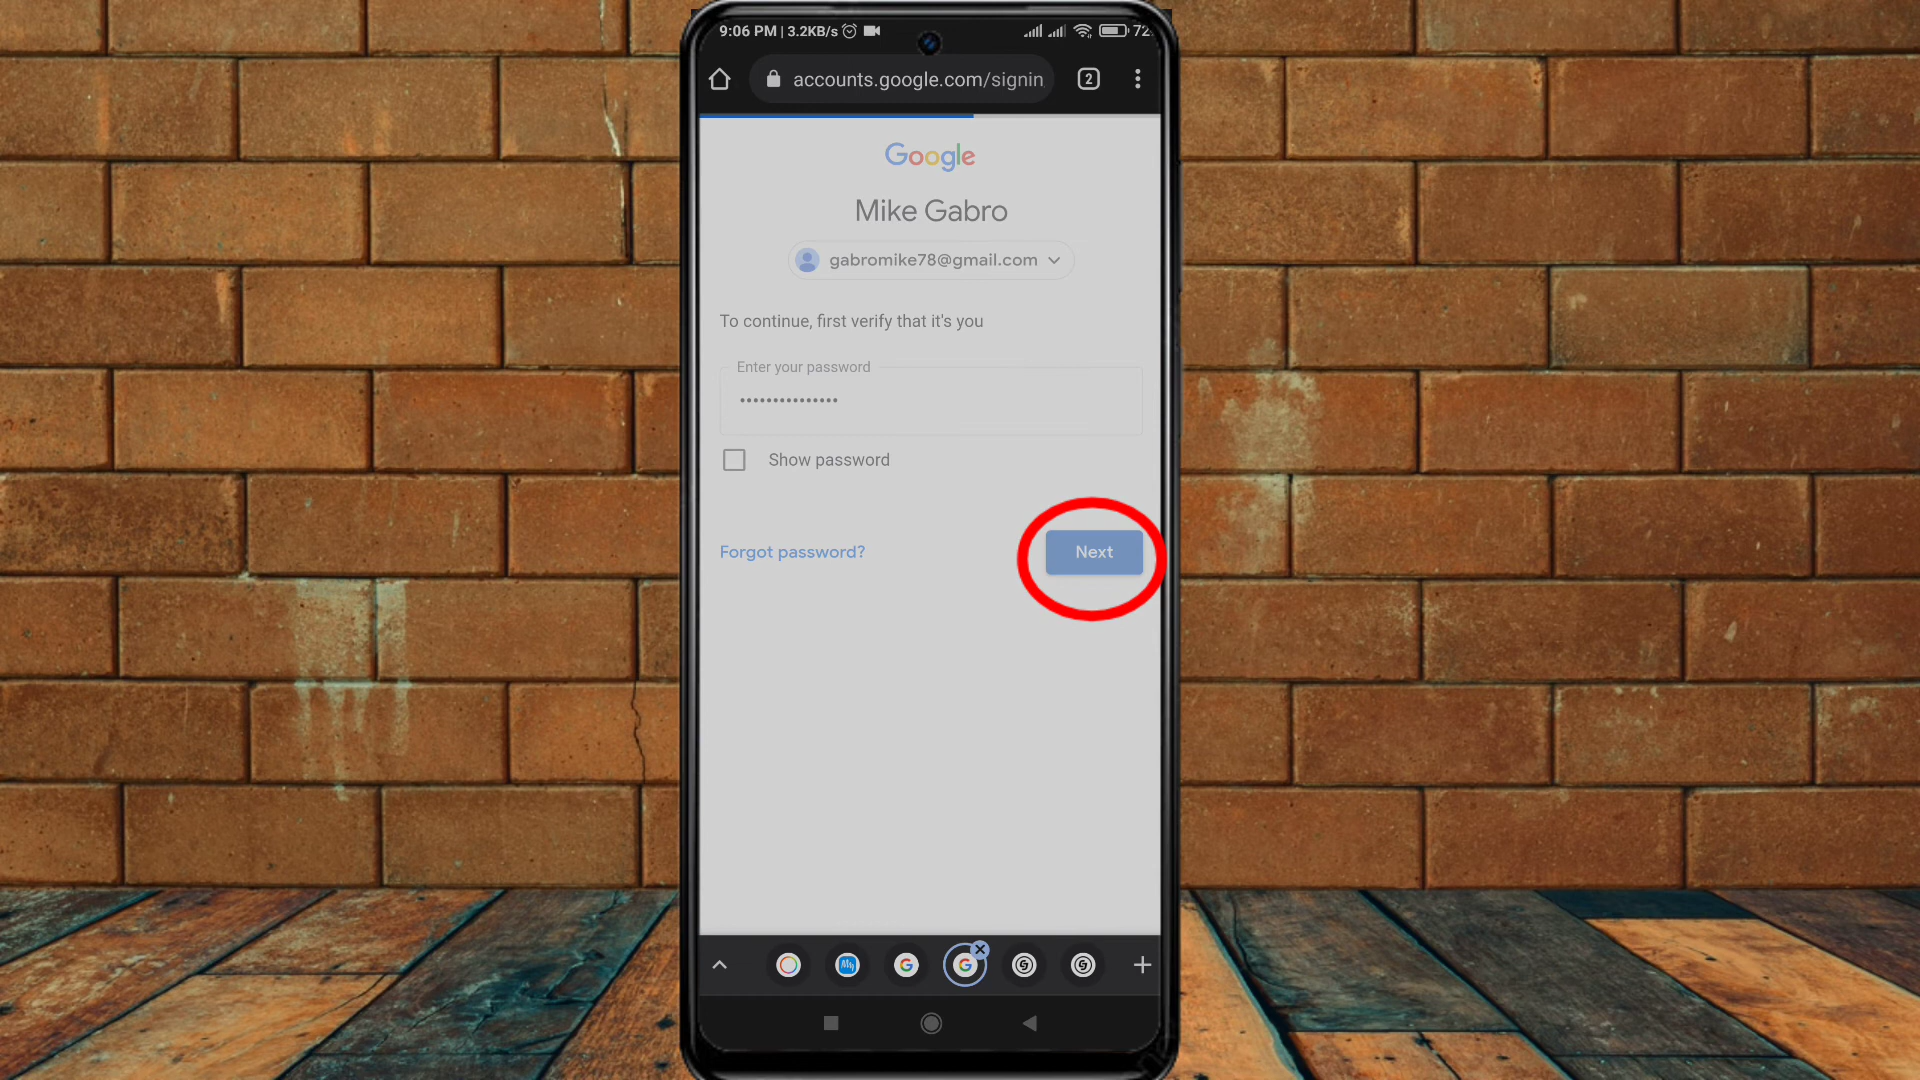 9:06 PM | 3.2KB/s 72
accounts.google.com/signin 2
Google
Mike Gabro
gabromike78@gmail.com
To continue, first verify that it's you
Enter your password
•••••••••••••••
Show password
Forgot password? Next